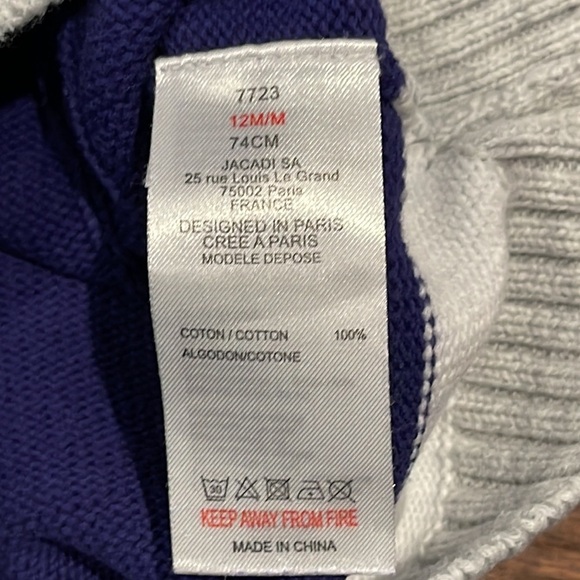 7723
12M/M
74CM
JACADI SA
25 rue Louis Le Grand
75002 Paris
FRANCE
DESIGNED IN PARIS
CREE A PARIS
MODELE DEPOSE
COTON / COTTON 100%
ALGODON/COTONE
30
KEEP AWAY FROM FIRE
MADE IN CHINA